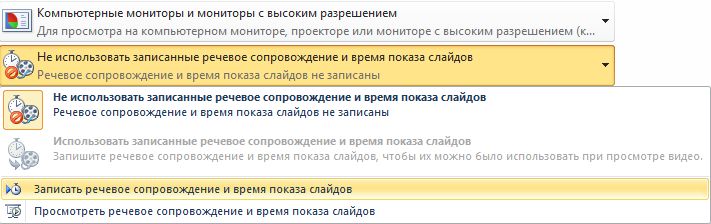 Компьютерные мониторы и мониторы с высоким разрешением
Для просмотра на компьютерном мониторе, проекторе или мониторе с высоким разрешением (к...
Не использовать записанные речевое сопровождение и время показа слайдов
Речевое сопровождение и время показа слайдов не записаны
Не использовать записанные речевое сопровождение и время показа слайдов
Речевое сопровождение и время показа слайдов не записаны
Использовать записанные речевое сопровождение и время показа слайдов
Запишите речевое сопровождение и время показа слайдов, чтобы их можно было использовать при просмотре видео.
Записать речевое сопровождение и время показа слайдов
Просмотреть речевое сопровождение и время показа слайдов